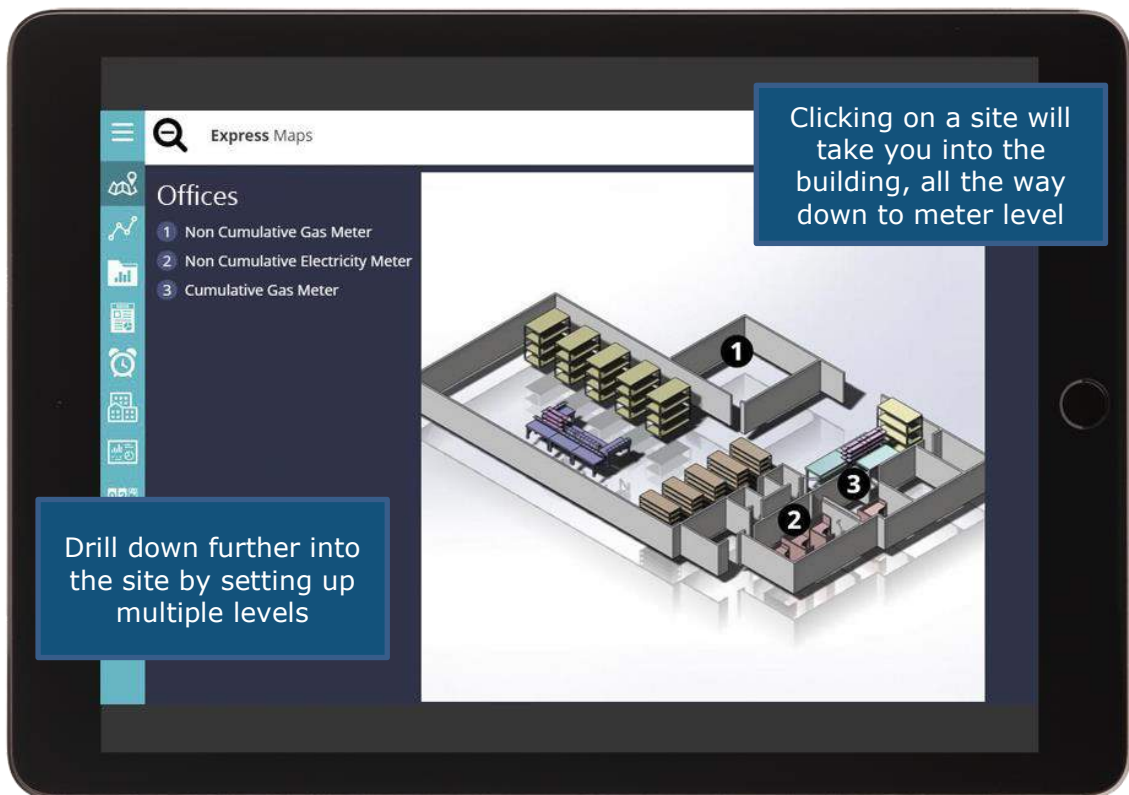 Express Maps
Clicking on a site will
take you into the
building, all the way
down to meter level
Offices
1 Non Cumulative Gas Meter
2 Non Cumulative Electricity Meter
3 Cumulative Gas Meter
1
3
2
Drill down further into
the site by setting up
multiple levels